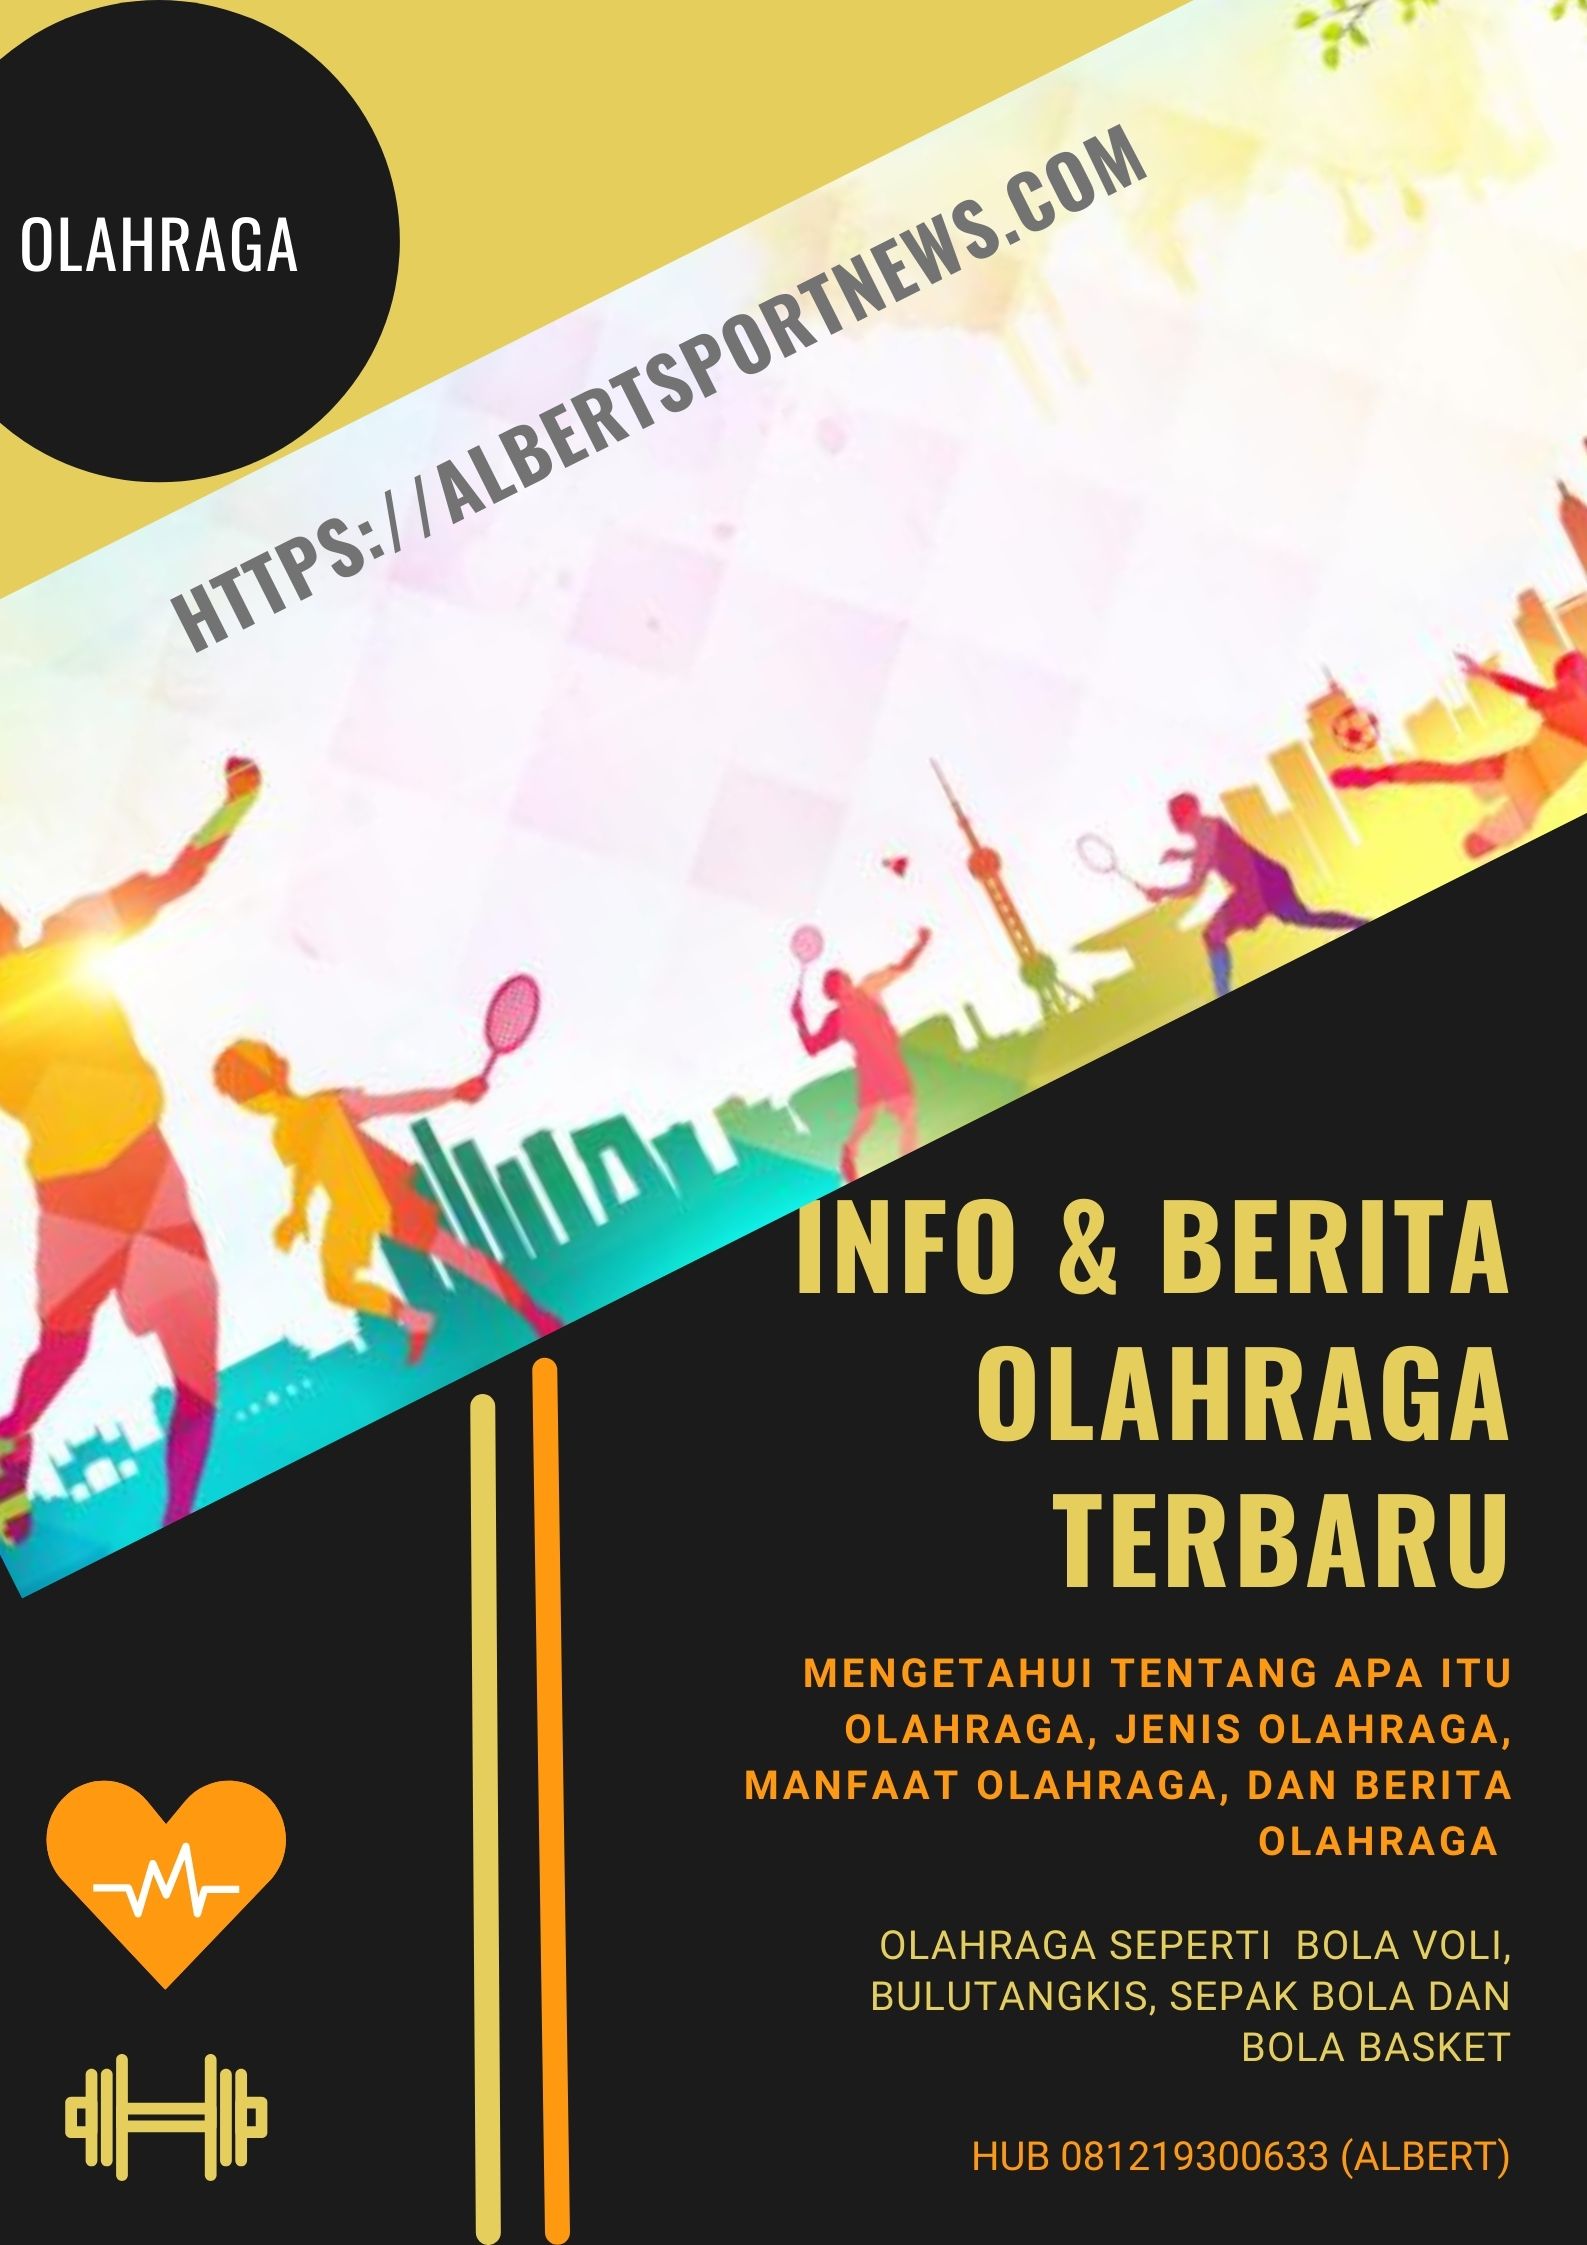 OLAHRAGA
HTTPS://ALBERTSPORTNEWS.COM
INFO & BERITA
OLAHRAGA
TERBARU
MENGETAHUI TENTANG APA ITU
OLAHRAGA, JENIS OLAHRAGA,
MANFAAT OLAHRAGA, DAN BERITA
OLAHRAGA
OLAHRAGA SEPERTI BOLA VOLI,
BULUTANGKIS, SEPAK BOLA DAN
BOLA BASKET
HUB 081219300633 (ALBERT)